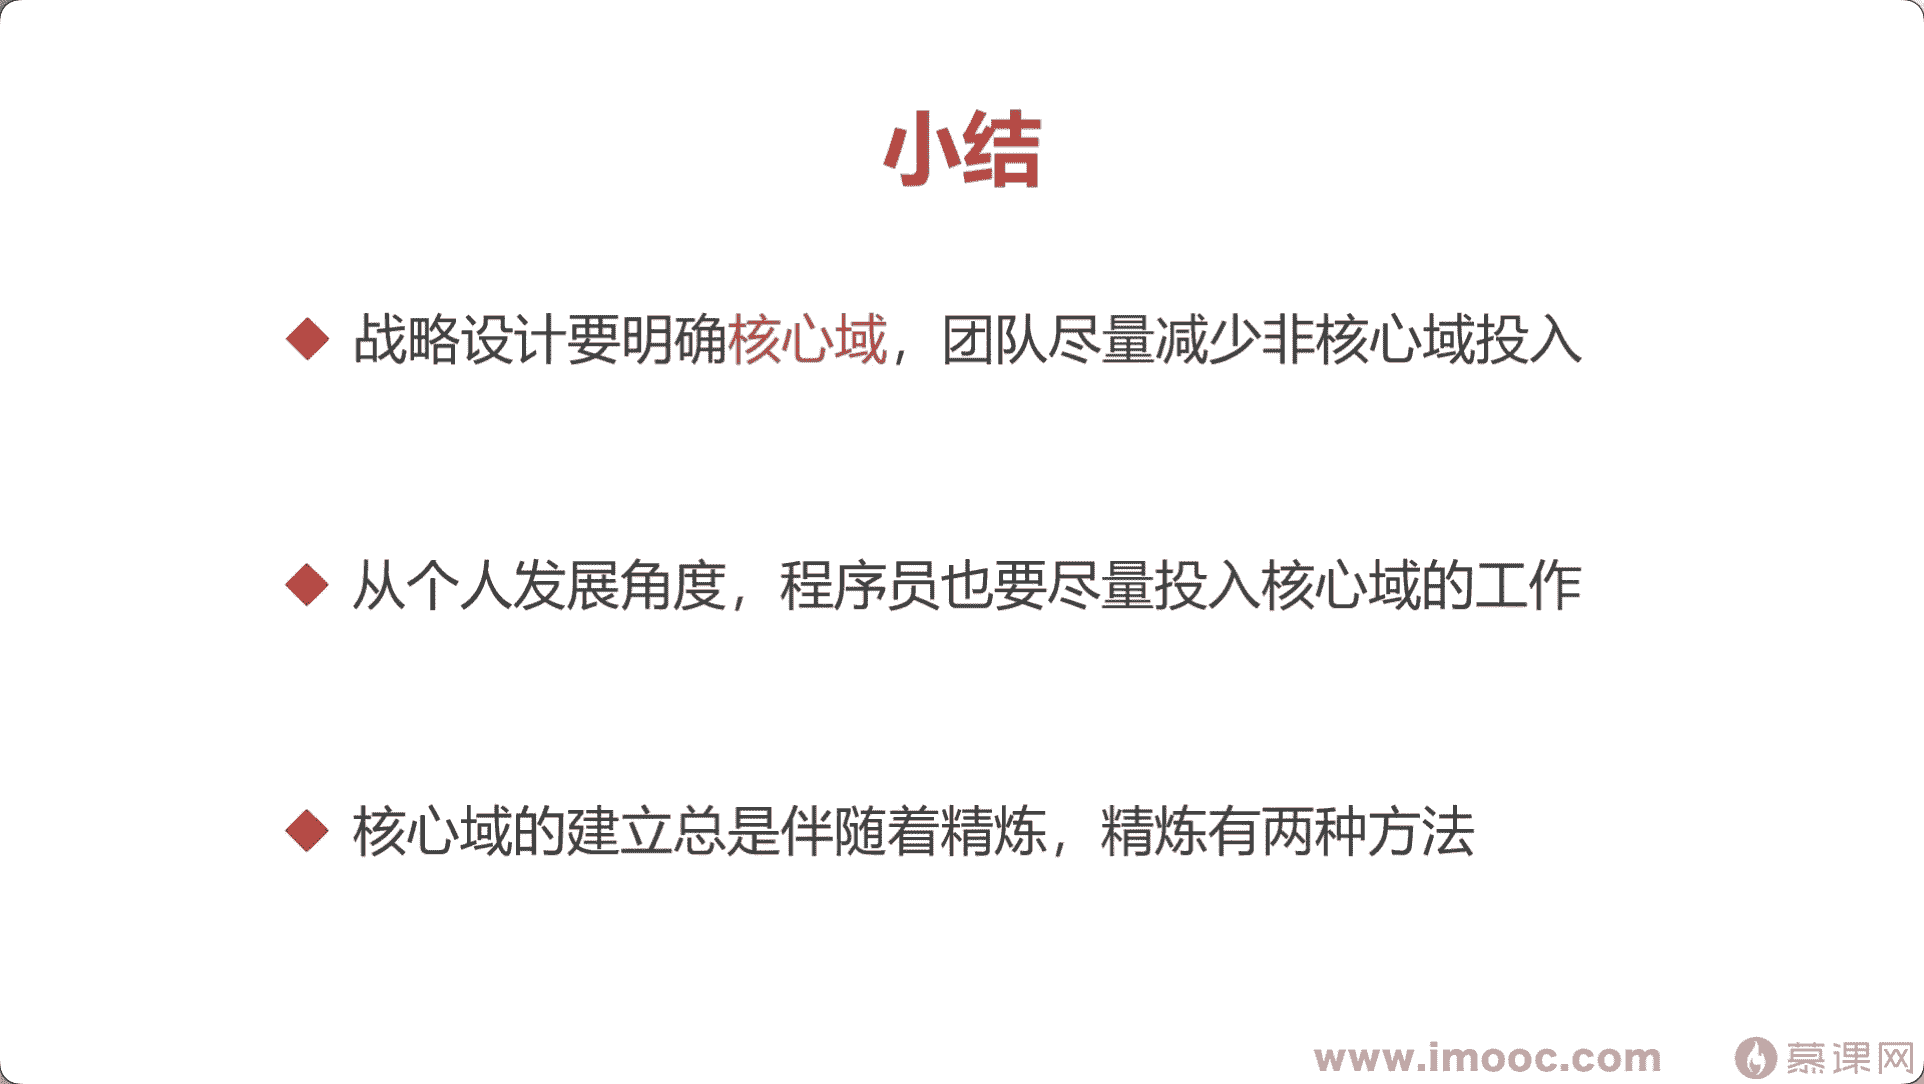 小结
战略设计要明确核心域，团队尽量减少非核心域投入
从个人发展角度，程序员也要尽量投入核心域的工作
核心域的建立总是伴随着精炼，精炼有两种方法
www.imooc.com 慕课网